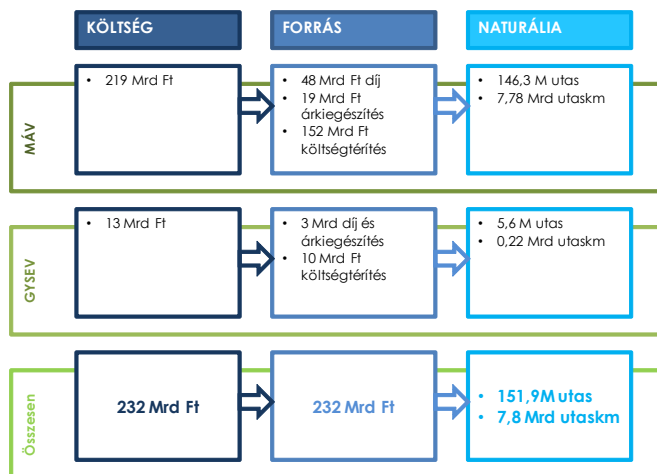 KÖLTSÉG
FORRÁS
NATURÁLIA
MÁV
• 219 Mrd Ft
• 48 Mrd Ft díj
• 19 Mrd Ft
árkiegészítés
• 152 Mrd Ft
költségtérítés
• 146,3 M utas
• 7,78 Mrd utaskm
GYSEV
• 13 Mrd Ft
• 3 Mrd díj és
árkiegészítés
• 10 Mrd Ft
költségtérítés
• 5,6 M utas
• 0,22 Mrd utaskm
Összesen
232 Mrd Ft
232 Mrd Ft
• 151,9M utas
• 7,8 Mrd utaskm